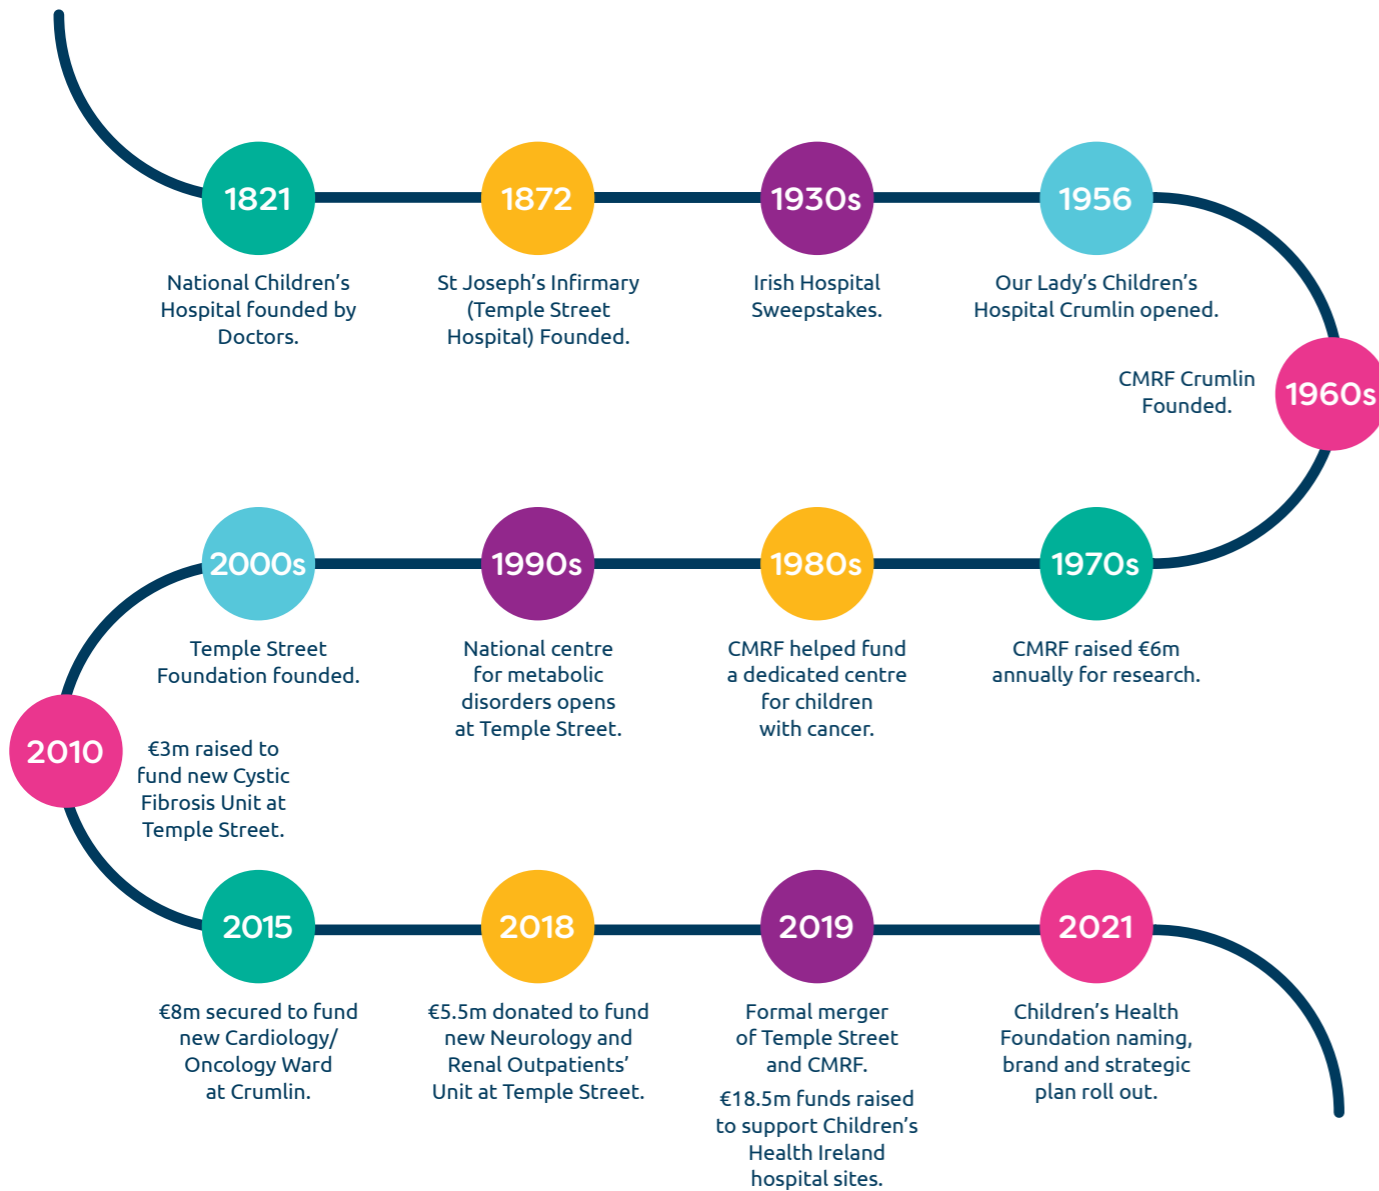 1821
National Children’s
Hospital founded by
Doctors.
1872
St Joseph’s Infirmary
(Temple Street
Hospital) Founded.
1930s
Irish Hospital
Sweepstakes.
1956
Our Lady’s Children’s
Hospital Crumlin opened.
1960s
CMRF Crumlin
Founded.
1970s
CMRF raised €6m
annually for research.
1980s
CMRF helped fund
a dedicated centre
for children
with cancer.
1990s
National centre
for metabolic
disorders opens
at Temple Street.
2000s
Temple Street
Foundation founded.
2010
€3m raised to
fund new Cystic
Fibrosis Unit at
Temple Street.
2015
€8m secured to fund
new Cardiology/
Oncology Ward
at Crumlin.
2018
€5.5m donated to fund
new Neurology and
Renal Outpatients’
Unit at Temple Street.
2019
Formal merger
of Temple Street
and CMRF.
€18.5m funds raised
to support Children’s
Health Ireland
hospital sites.
2021
Children’s Health
Foundation naming,
brand and strategic
plan roll out.